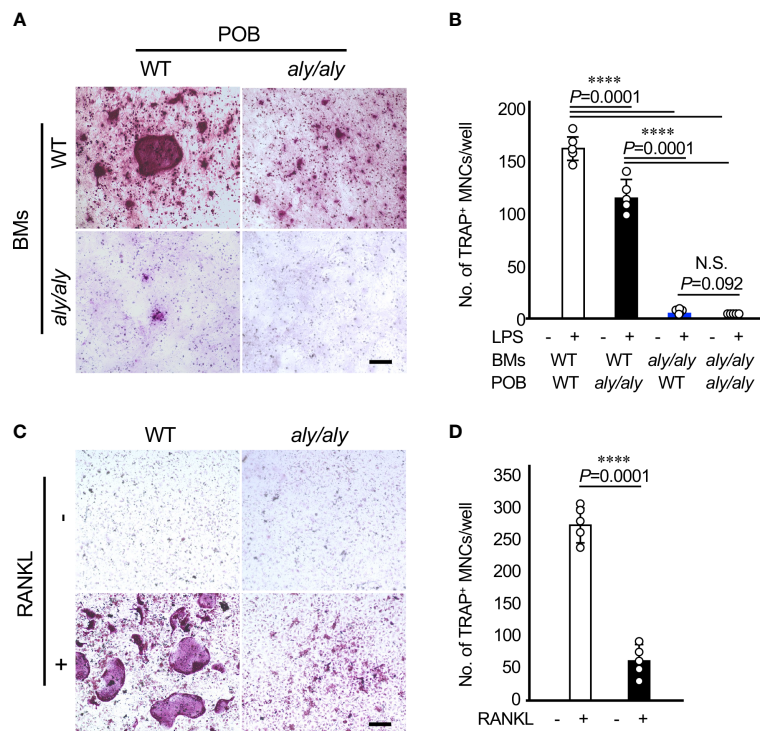 A
POB
WT aly/aly
BMs
WT
aly/aly
B
****
P=0.0001
****
P=0.0001
N.S.
P=0.092
No. of TRAP+ MNCs/well
200
150
100
50
0
LPS - + - + - + - +
BMs WT WT aly/aly aly/aly
POB WT aly/aly WT aly/aly
C
WT aly/aly
RANKL
-
+
D
****
P=0.0001
No. of TRAP+ MNCs/well
350
300
250
200
150
100
50
0
RANKL - + - +